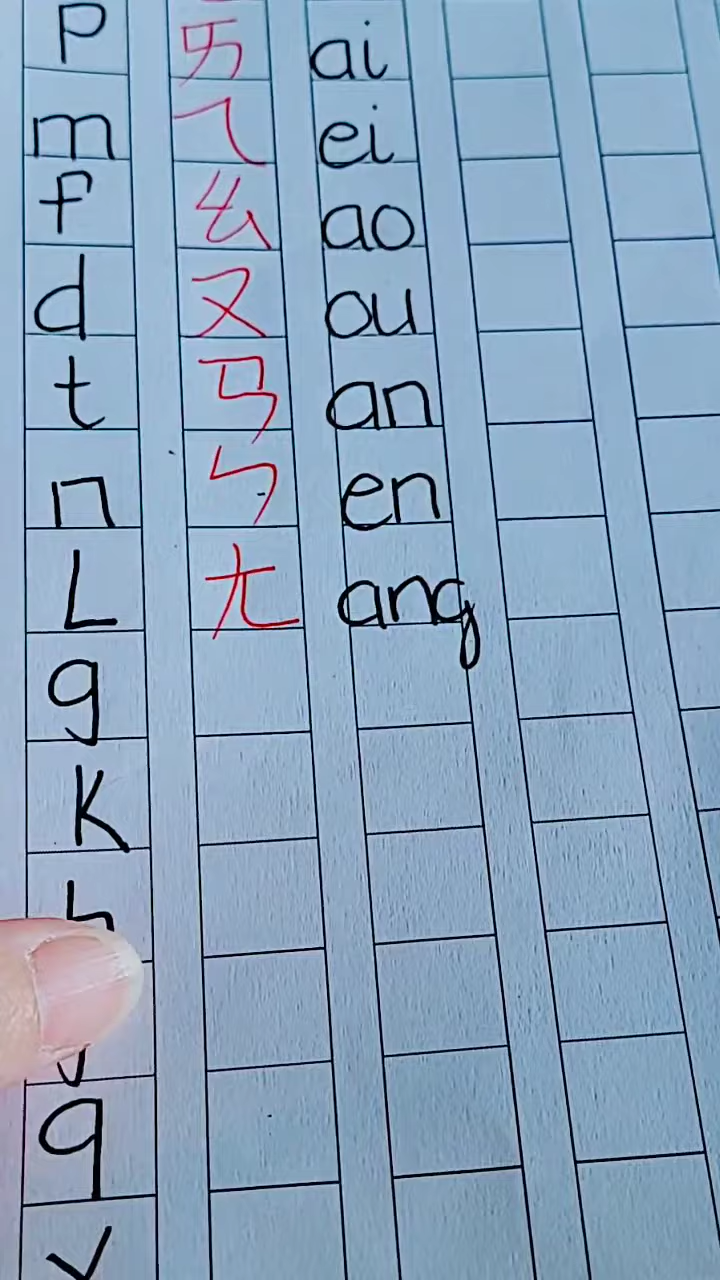 p ㄞ ai
m ㄟ ei
f ㄠ ao
d ㄡ ou
t ㄢ an
n ㄣ en
L ㄤ ang
g
K
q